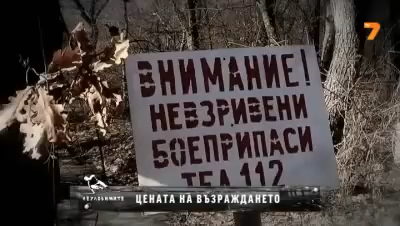 7
ВНИМАНИЕ!
НЕВЗРИВЕНИ
БОЕПРИПАСИ
ТЕЛ 112
ЦЕНАТА НА ВЪЗРАЖДАНЕТО